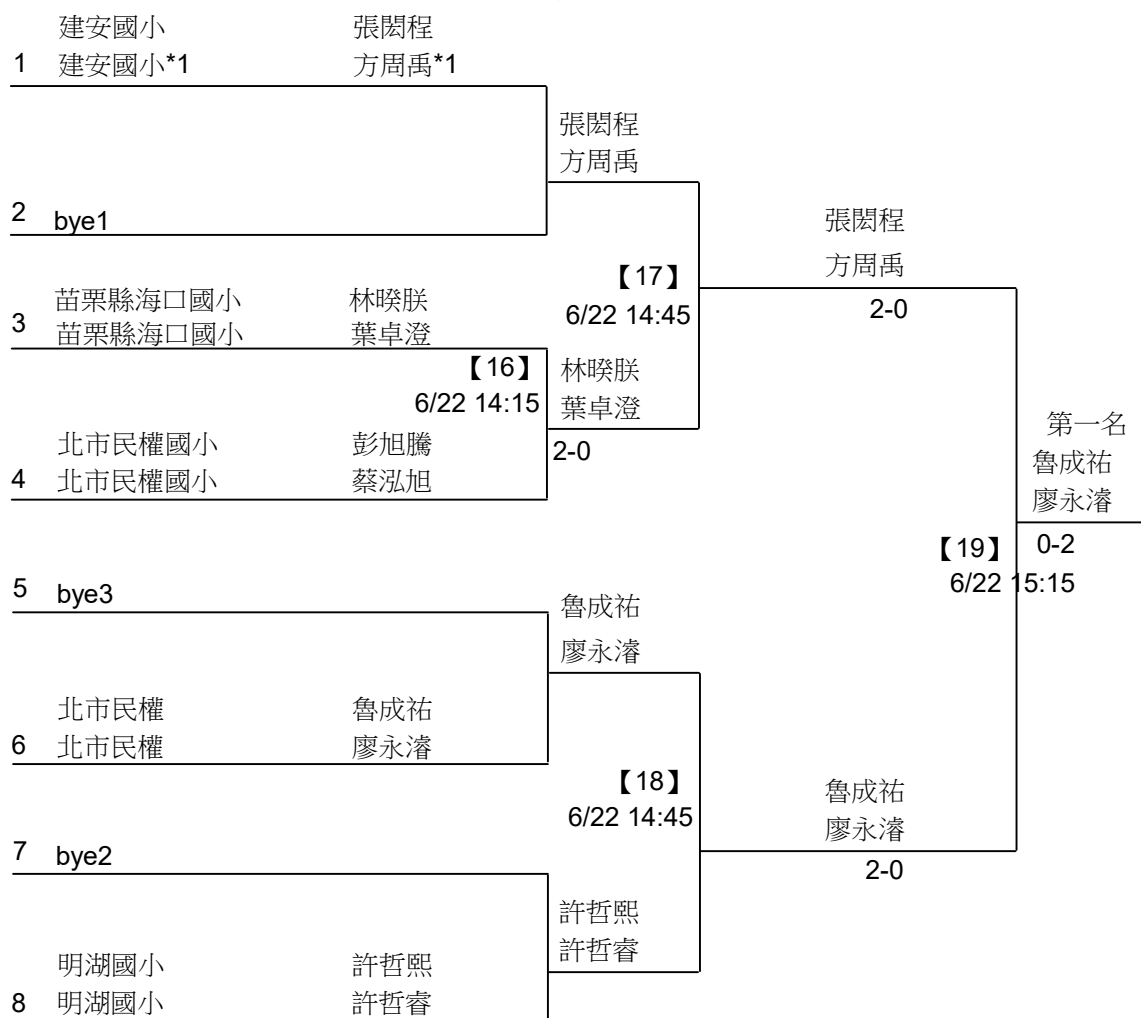 建安國小 張閎程
1 建安國小*1 方周禹*1
張閎程
方周禹
2 bye1
張閎程
方周禹
【17】
6/22 14:45
2-0
苗栗縣海口國小 林暌朕
3 苗栗縣海口國小 葉卓澄
【16】
6/22 14:15
林暌朕
葉卓澄
2-0
北市民權國小 彭旭騰
4 北市民權國小 蔡泓旭
第一名
魯成祐
廖永濬
【19】 0-2
6/22 15:15
5 bye3
魯成祐
廖永濬
北市民權 魯成祐
6 北市民權 廖永濬
【18】
6/22 14:45
魯成祐
廖永濬
2-0
7 bye2
許哲熙
許哲睿
明湖國小 許哲熙
8 明湖國小 許哲睿